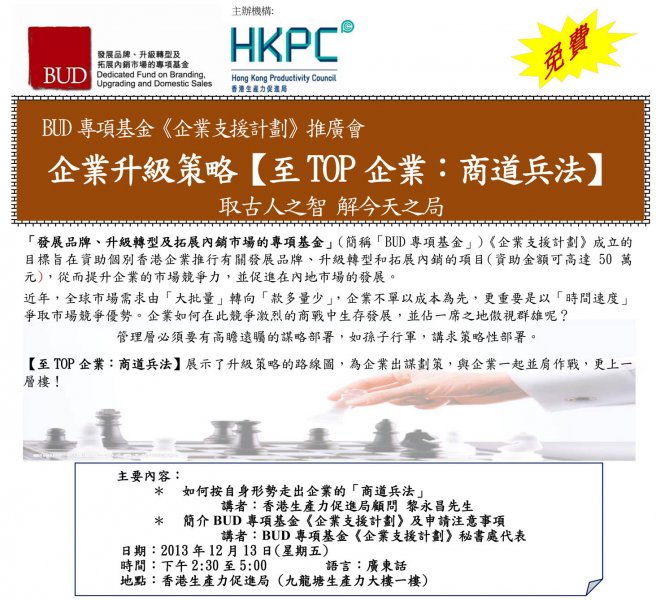 主辦機構:
發展品牌、升級轉型及
拓展內銷市場的專項基金
BUD Dedicated Fund on Branding,
Upgrading and Domestic Sales
HKPC
Hong Kong Productivity Council
香港生產力促進局
免費
BUD 專項基金《企業支援計劃》推廣會
企業升級策略【至 TOP 企業：商道兵法】
取古人之智 解今天之局
「發展品牌、升級轉型及拓展內銷市場的專項基金」(簡稱「BUD 專項基金」)《企業支援計劃》成立的
目標旨在資助個別香港企業推行有關發展品牌、升級轉型和拓展內銷的項目(資助金額可高達 50 萬
元)，從而提升企業的市場競爭力，並促進在內地市場的發展。
近年，全球市場需求由「大批量」轉向「款多量少」，企業不單以成本為先，更重要是以「時間速度」
爭取市場競爭優勢。企業如何在此競爭激烈的商戰中生存發展，並佔一席之地傲視群雄呢？
管理層必須要有高瞻遠矚的謀略部署，如孫子行軍，講求策略性部署。
【至 TOP 企業：商道兵法】展示了升級策略的路線圖，為企業出謀劃策，與企業一起並肩作戰，更上一
層樓！
主要內容：
＊ 如何按自身形勢走出企業的「商道兵法」
講者：香港生產力促進局顧問 黎永昌先生
＊ 簡介 BUD 專項基金《企業支援計劃》及申請注意事項
講者：BUD 專項基金《企業支援計劃》秘書處代表
日期：2013 年 12 月 13 日(星期五)
時間：下午 2:30 至 5:00 語言：廣東話
地點：香港生產力促進局 (九龍塘生產力大樓一樓)